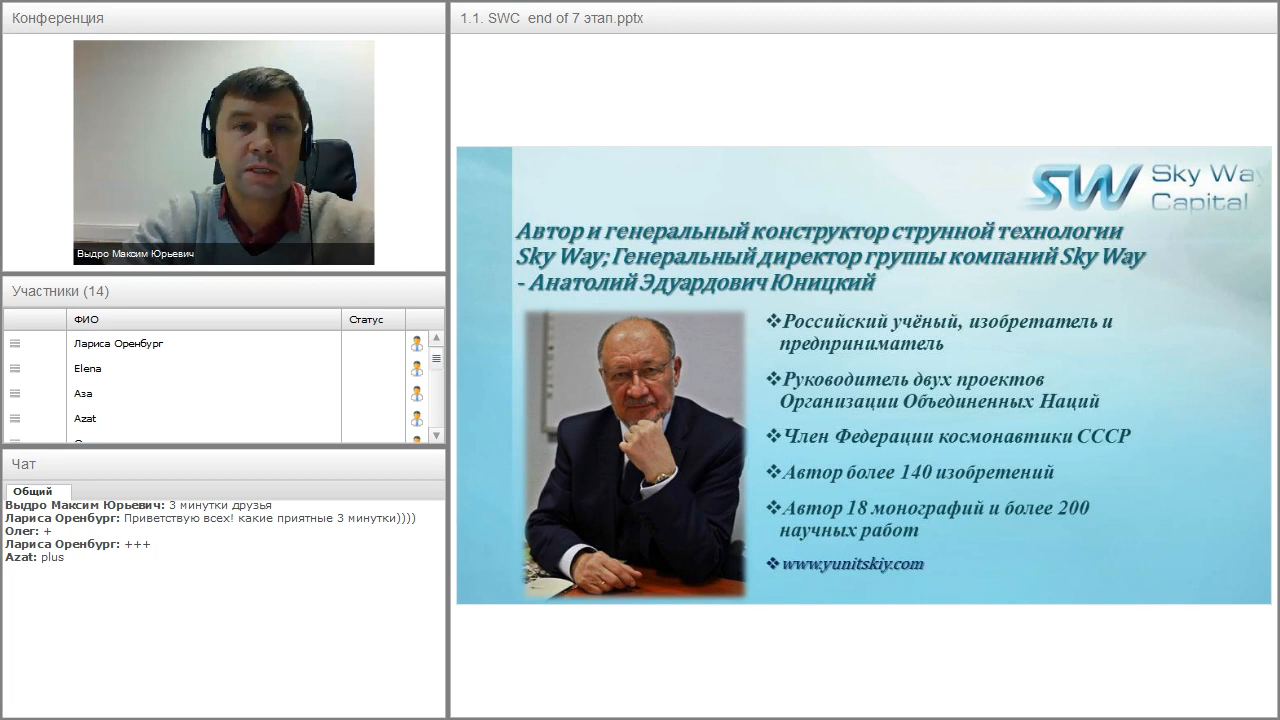 Конференция
Выдро Максим Юрьевич
Участники (14)
ФИО
Статус
Лариса Оренбург
Elena
Аза
Azat
Чат
Общий
Выдро Максим Юрьевич: 3 минутки друзья
Лариса Оренбург: Приветствую всех! какие приятные 3 минутки))))
Олег: +
Лариса Оренбург: +++
Azat: plus
1.1. SWC end of 7 этап.pptx
SW Sky Way
Capital
Автор и генеральный конструктор струнной технологии
Sky Way; Генеральный директор группы компаний Sky Way
- Анатолий Эдуардович Юницкий
❖Российский учёный, изобретатель и
предприниматель
❖Руководитель двух проектов
Организации Объединенных Наций
❖Член Федерации космонавтики СССР
❖Автор более 140 изобретений
❖Автор 18 монографий и более 200
научных работ
❖www.yunitskiy.com